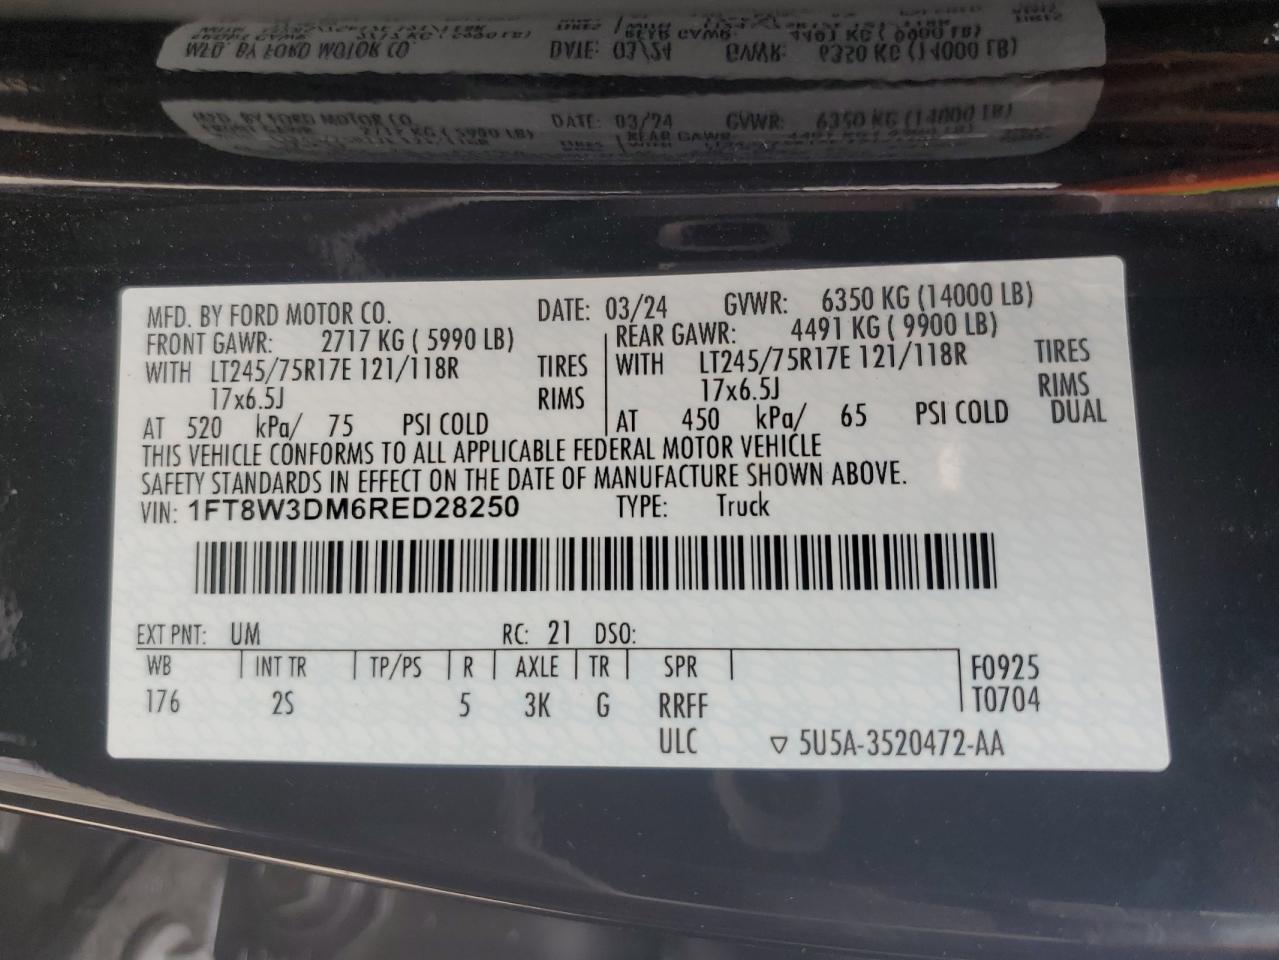 MFD. BY FORD MOTOR CO. DATE: 03/24 GVWR: 6350 KG (14000 LB)
FRONT GAWR: 2717 KG ( 5990 LB) REAR GAWR: 4491 KG ( 9900 LB)
WITH LT245/75R17E 121/118R TIRES WITH LT245/75R17E 121/118R TIRES
17x6.5J RIMS 17x6.5J RIMS
AT 520 kPa/ 75 PSI COLD AT 450 kPa/ 65 PSI COLD DUAL
THIS VEHICLE CONFORMS TO ALL APPLICABLE FEDERAL MOTOR VEHICLE
SAFETY STANDARDS IN EFFECT ON THE DATE OF MANUFACTURE SHOWN ABOVE.
VIN: 1FT8W3DM6RED28250 TYPE: Truck
EXT PNT: UM RC: 21 DSO:
WB INT TR TP/PS R AXLE TR SPR F0925
176 2S 5 3K G RRFF T0704
ULC ▽ 5U5A-3520472-AA